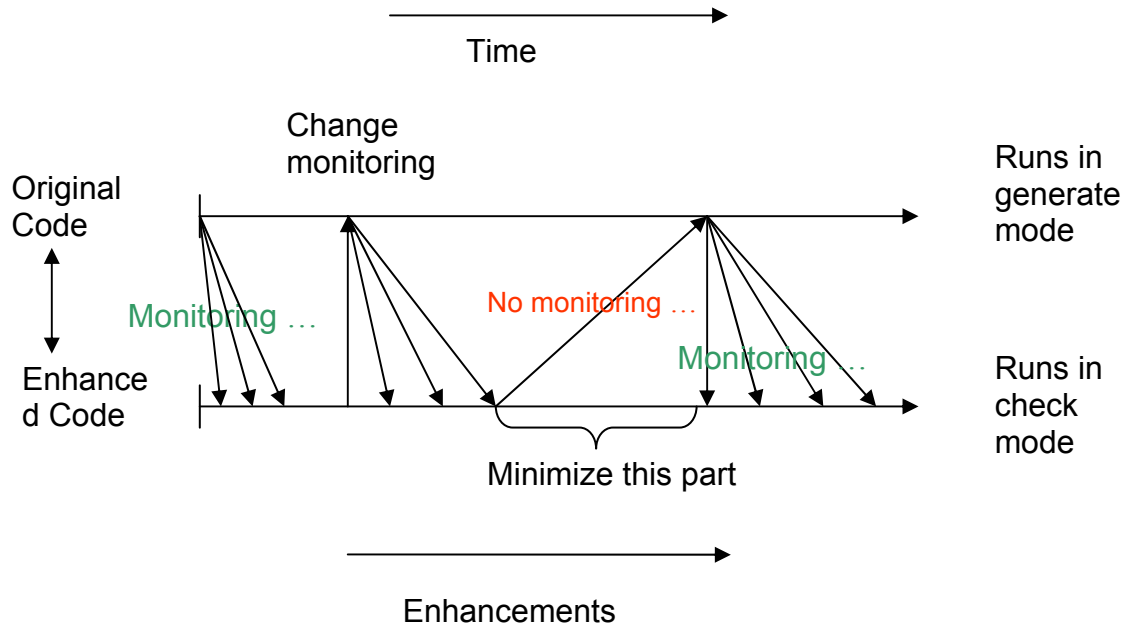 Time
Change
monitoring
Original
Code
Runs in
generate
mode
Monitoring …
No monitoring …
Monitoring …
Enhance
d Code
Runs in
check
mode
Minimize this part
Enhancements